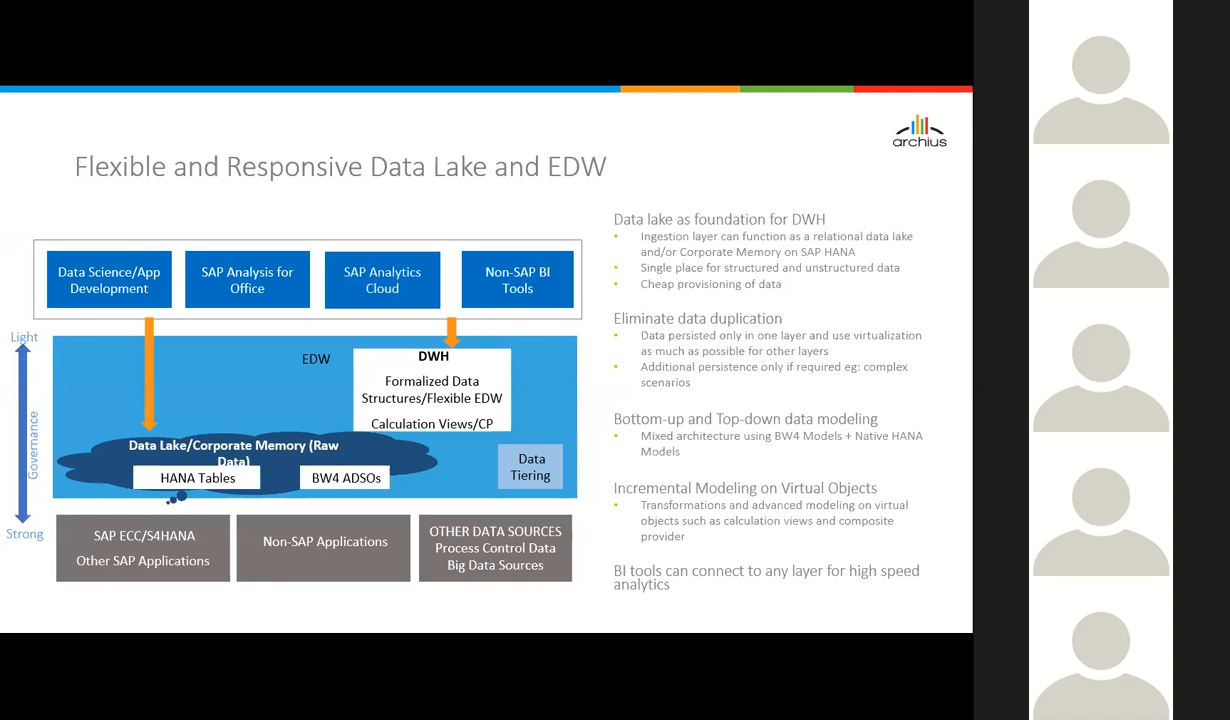 archius
Flexible and Responsive Data Lake and EDW
Data Science/App
Development
SAP Analysis for
Office
SAP Analytics
Cloud
Non-SAP BI
Tools
Light
Governance
Strong
EDW
DWH
Formalized Data
Structures/Flexible EDW
Calculation Views/CP
Data Lake/Corporate Memory (Raw
Data)
HANA Tables
BW4 ADSOs
Data
Tiering
SAP ECC/S4HANA
Other SAP Applications
Non-SAP Applications
OTHER DATA SOURCES
Process Control Data
Big Data Sources
Data lake as foundation for DWH
• Ingestion layer can function as a relational data lake
and/or Corporate Memory on SAP HANA
• Single place for structured and unstructured data
• Cheap provisioning of data
Eliminate data duplication
• Data persisted only in one layer and use virtualization
as much as possible for other layers
• Additional persistence only if required eg: complex
scenarios
Bottom-up and Top-down data modeling
• Mixed architecture using BW4 Models + Native HANA
Models
Incremental Modeling on Virtual Objects
• Transformations and advanced modeling on virtual
objects such as calculation views and composite
provider
BI tools can connect to any layer for high speed
analytics